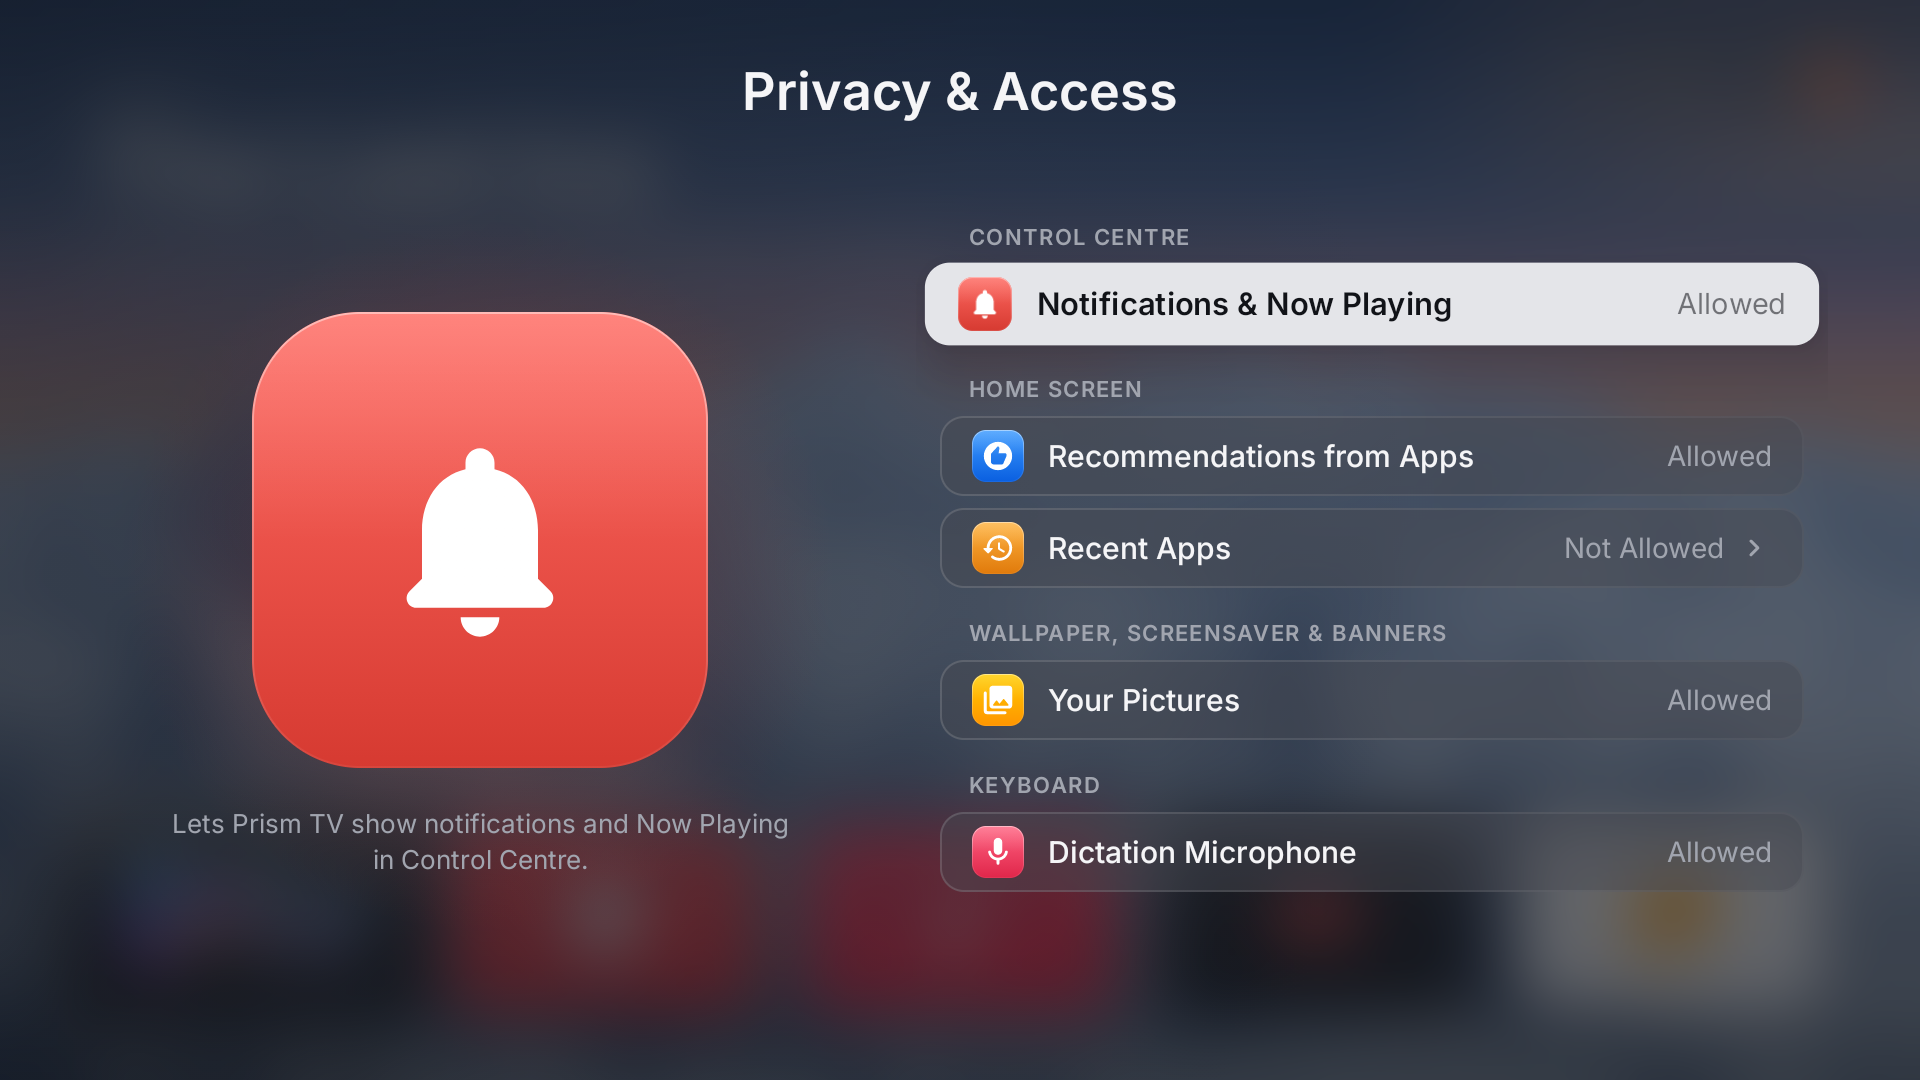 Privacy & Access
CONTROL CENTRE
Notifications & Now Playing Allowed
HOME SCREEN
Recommendations from Apps Allowed
Recent Apps Not Allowed
WALLPAPER, SCREENSAVER & BANNERS
Your Pictures Allowed
KEYBOARD
Dictation Microphone Allowed
Lets Prism TV show notifications and Now Playing
in Control Centre.